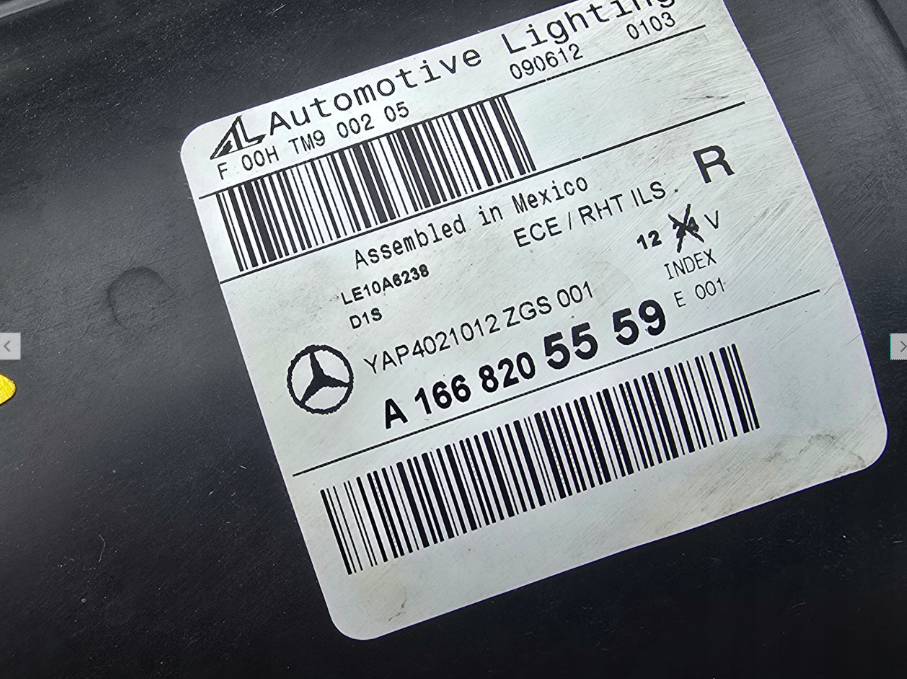 Automotive Lighting
F 00H TM9 002 05 090612 0103
Assembled in Mexico
R
LE10A6238 ECE / RHT ILS.
D1S 12 24 V
INDEX
YAP4021012 ZGS 001 E 001
A 166 820 55 59